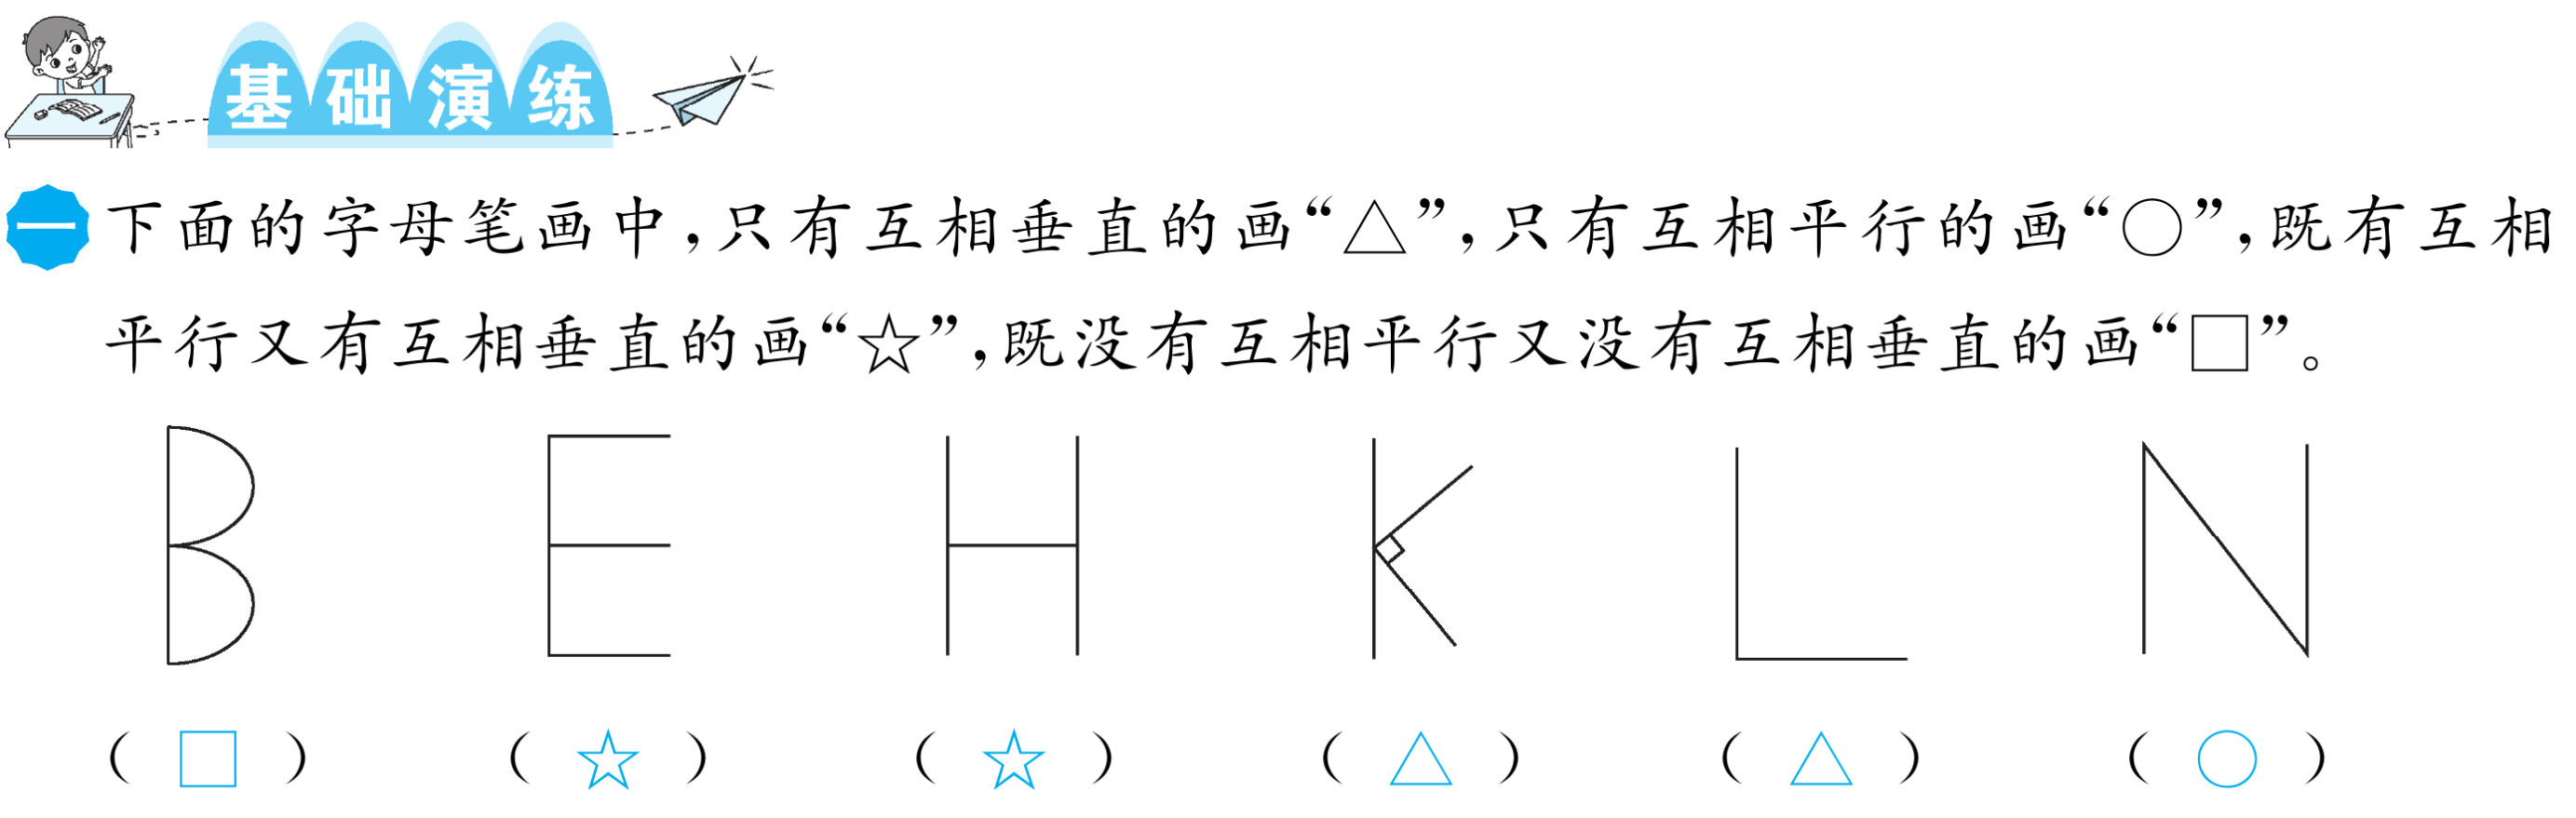 基础演练
一 下面的字母笔画中,只有互相垂直的画“△”,只有互相平行的画“○”,既有互相
平行又有互相垂直的画“☆”,既没有互相平行又没有互相垂直的画“□”。
B E H K L N
( □ ) ( ☆ ) ( ☆ ) ( △ ) ( △ ) ( ○ )